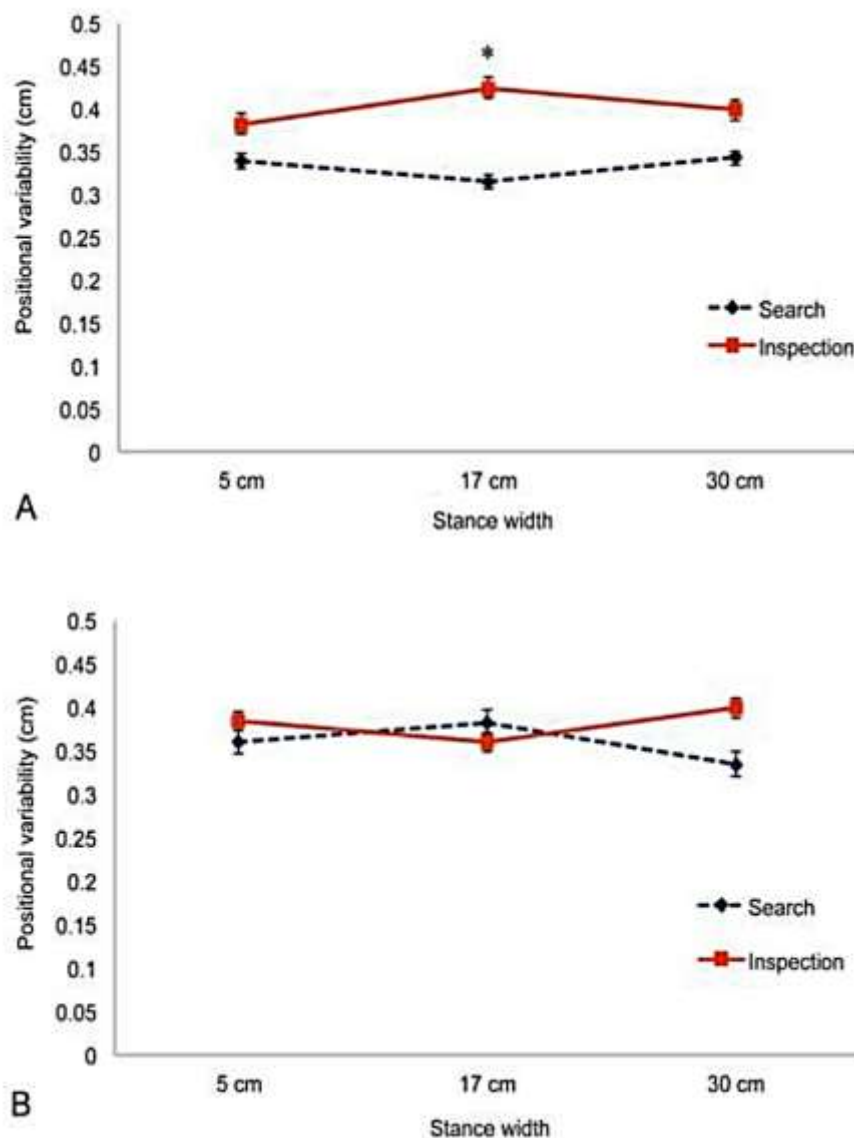 Positional variability (cm)
0.5
0.45
*
0.4
0.35
0.3
0.25
0.2
0.15
0.1
0.05
0
Search
Inspection
5 cm 17 cm 30 cm
Stance width
A
Positional variability (cm)
0.5
0.45
0.4
0.35
0.3
0.25
0.2
0.15
0.1
0.05
0
Search
Inspection
5 cm 17 cm 30 cm
Stance width
B